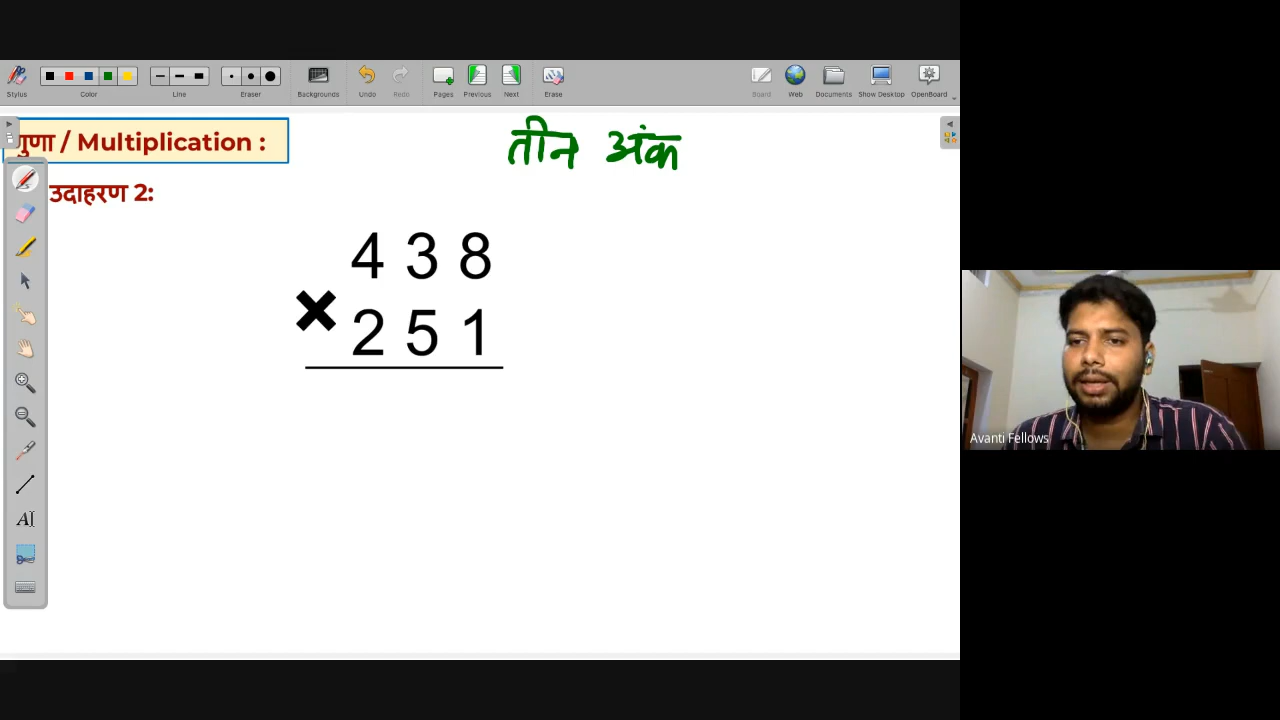 Stylus
Color
Line
Eraser
Backgrounds
Undo
Redo
Pages
Previous
Next
Erase
Board
Web
Documents
Show Desktop
OpenBoard
गुणा / Multiplication :
तीन अंक
उदाहरण 2:
4 3 8
× 2 5 1
Avanti Fellows